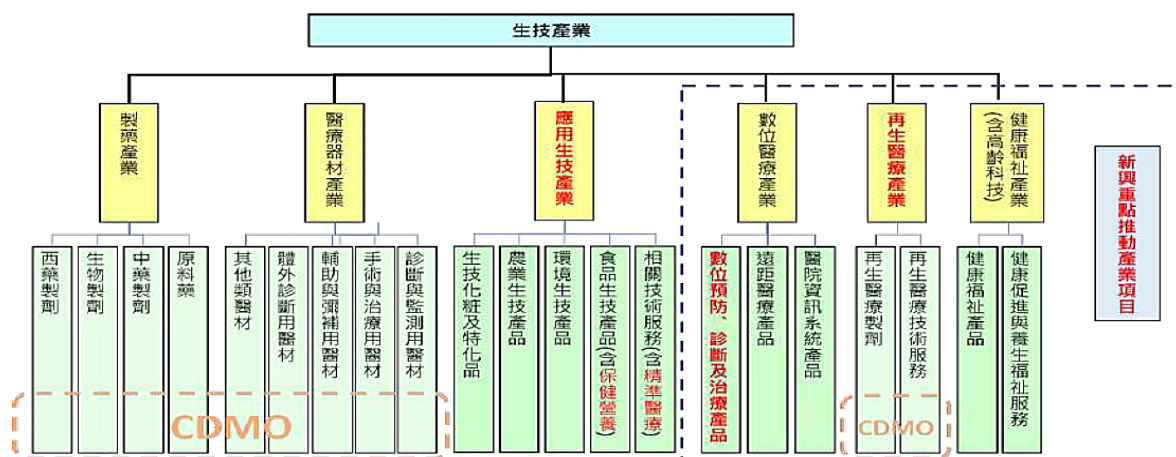 生技產業
製藥產業
醫療器材產業
應用生技產業
數位醫療產業
再生醫療產業
健康福祉產業
(含高齡科技)
新興重點推動產業項目
西藥製劑
生物製劑
中藥製劑
原料藥
其他類醫材
體外診斷用醫材
輔助與彌補用醫材
手術與治療用醫材
診斷與監測用醫材
生技化粧及特化品
農業生技產品
環境生技產品
食品生技產品(含保健營養)
相關技術服務(含精準醫療)
數位預防、診斷及治療產品
遠距醫療產品
醫院資訊系統產品
再生醫療製劑
再生醫療技術服務
健康福祉產品
健康促進與養生福祉服務
CDMO
CDMO